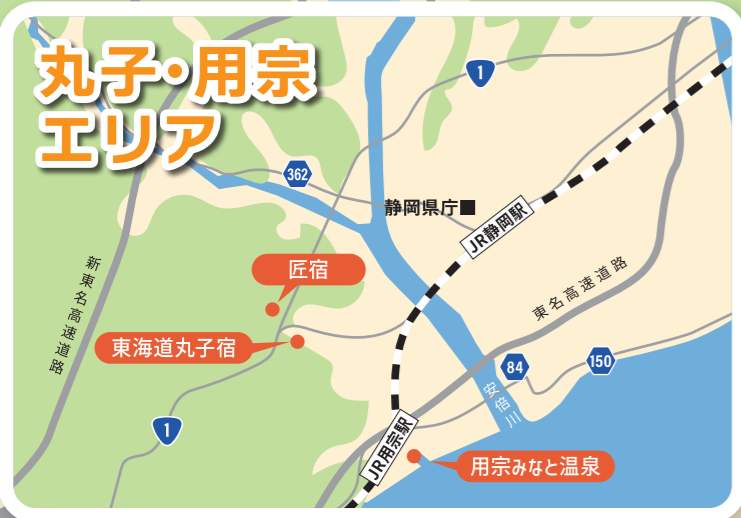 丸子・用宗
エリア
1
362
静岡県庁
JR静岡駅
匠宿
新東名高速道路
東名高速道路
東海道丸子宿
84
150
安倍川
1
JR用宗駅
用宗みなと温泉